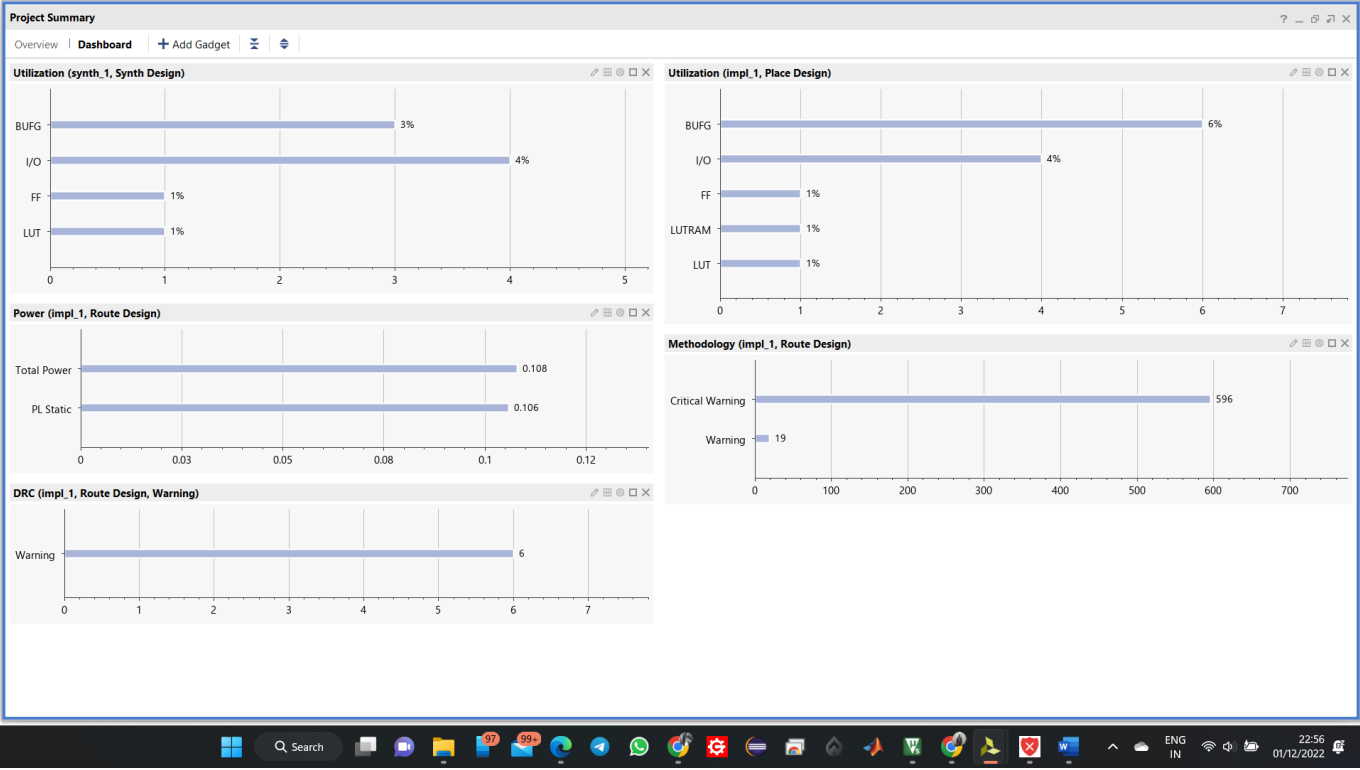 Project Summary
Overview | Dashboard + Add Gadget
Utilization (synth_1, Synth Design)
BUFG 3%
I/O 4%
FF 1%
LUT 1%
0 1 2 3 4 5
Power (impl_1, Route Design)
Total Power 0.108
PL Static 0.106
0 0.03 0.05 0.08 0.1 0.12
DRC (impl_1, Route Design, Warning)
Warning 6
0 1 2 3 4 5 6 7
Utilization (impl_1, Place Design)
BUFG 6%
I/O 4%
FF 1%
LUTRAM 1%
LUT 1%
0 1 2 3 4 5 6 7
Methodology (impl_1, Route Design)
Critical Warning 596
Warning 19
0 100 200 300 400 500 600 700
Search
97
99+
ENG
IN
22:56
01/12/2022